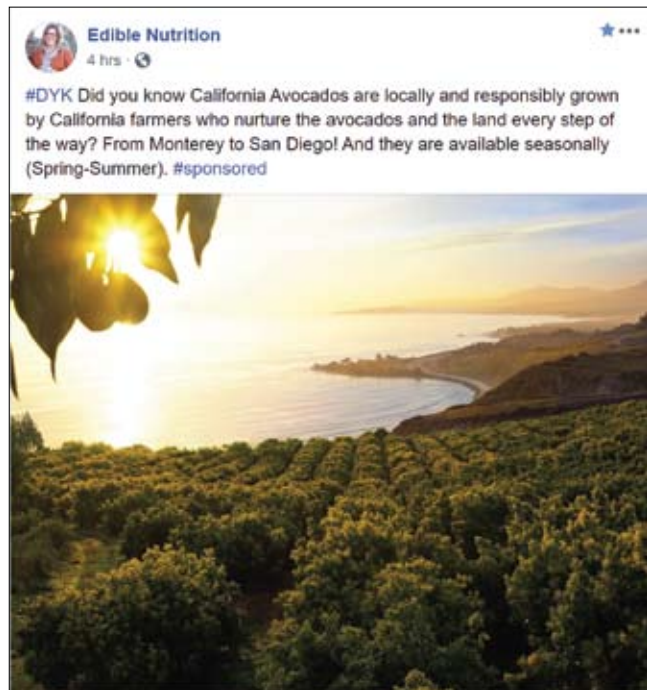 Edible Nutrition
4 hrs ·
#DYK Did you know California Avocados are locally and responsibly grown
by California farmers who nurture the avocados and the land every step of
the way? From Monterey to San Diego! And they are available seasonally
(Spring-Summer). #sponsored